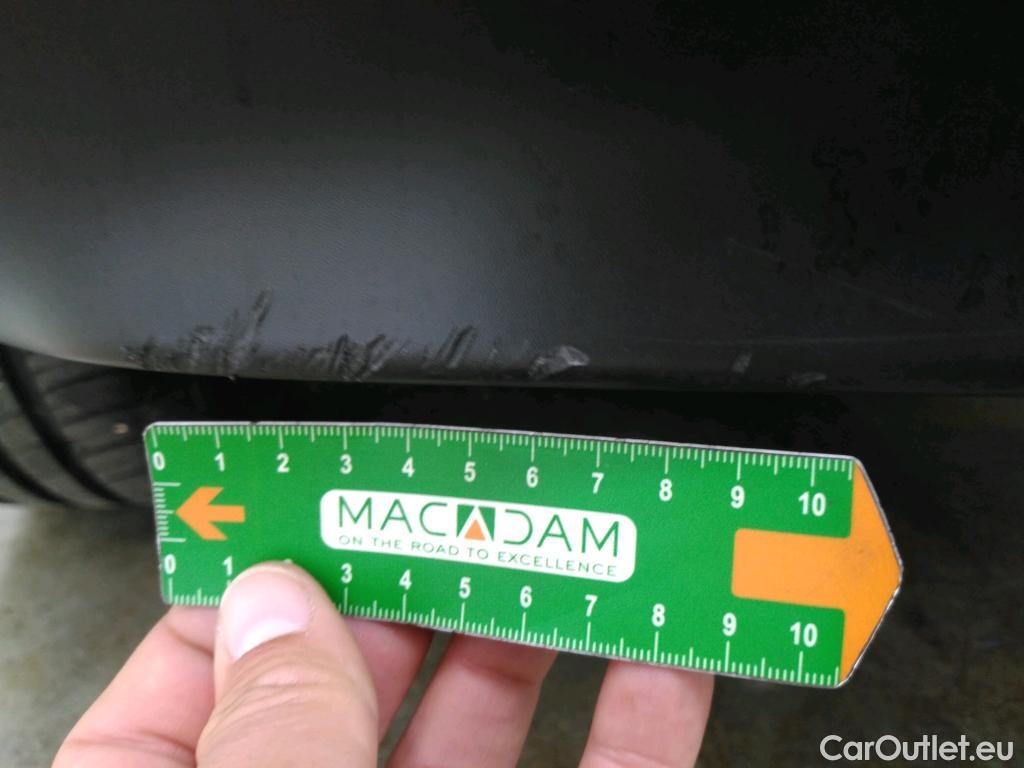 0 1 2 3 4 5 6 7 8 9 10
MACADAM
ON THE ROAD TO EXCELLENCE
0 1 3 4 5 6 7 8 9 10
CarOutlet.eu